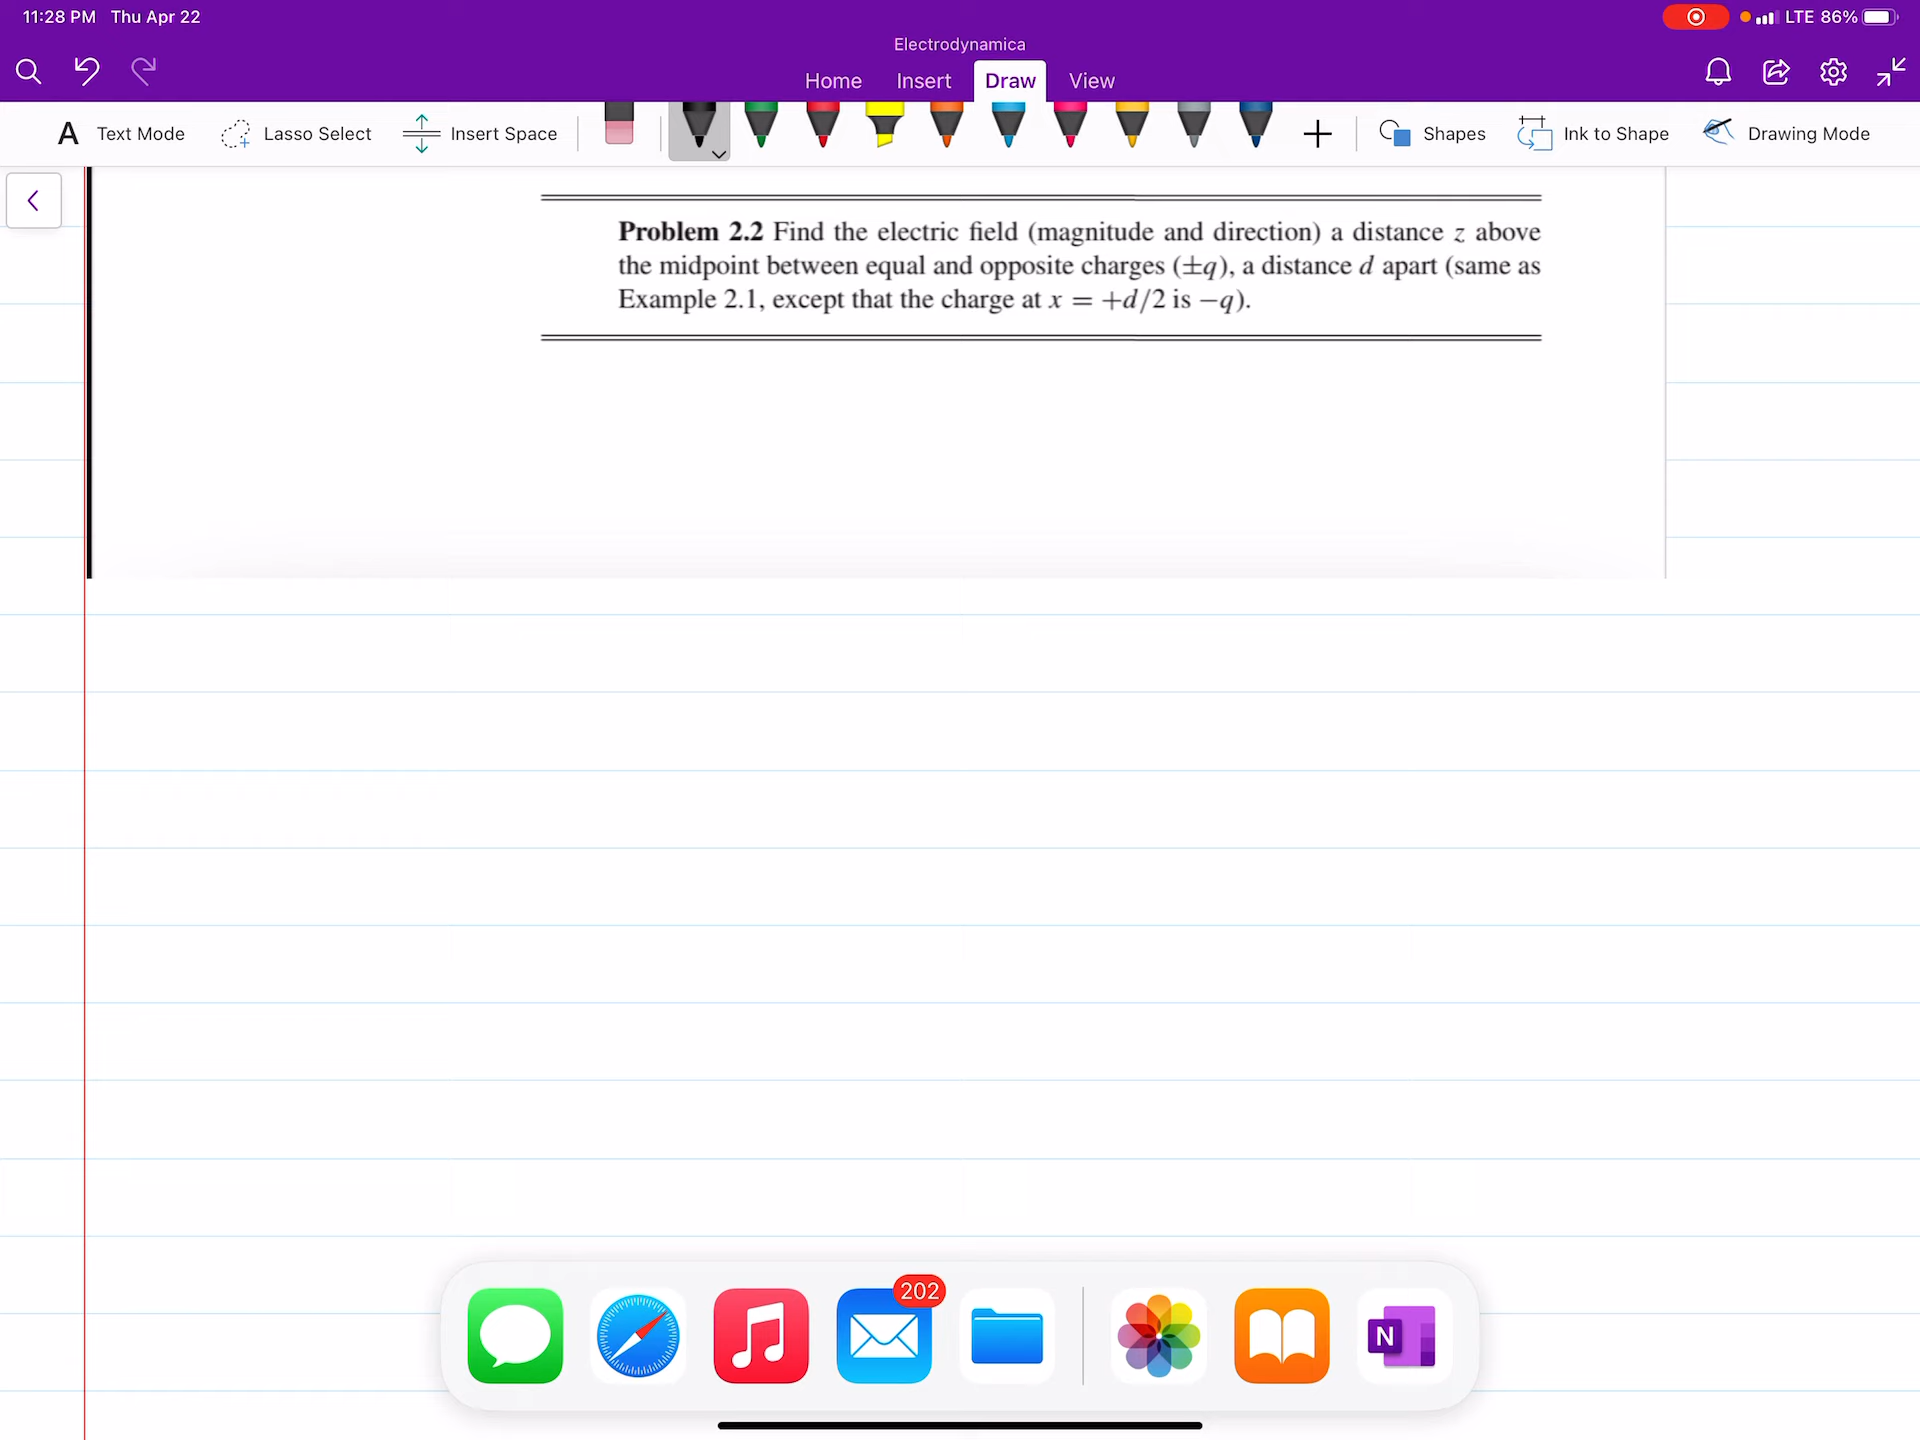 11:28 PM Thu Apr 22
LTE 86%
Electrodynamica
Home Insert Draw View
A Text Mode Lasso Select Insert Space Shapes Ink to Shape Drawing Mode
Problem 2.2 Find the electric field (magnitude and direction) a distance z above
the midpoint between equal and opposite charges (±q), a distance d apart (same as
Example 2.1, except that the charge at x = +d/2 is −q).
202
N